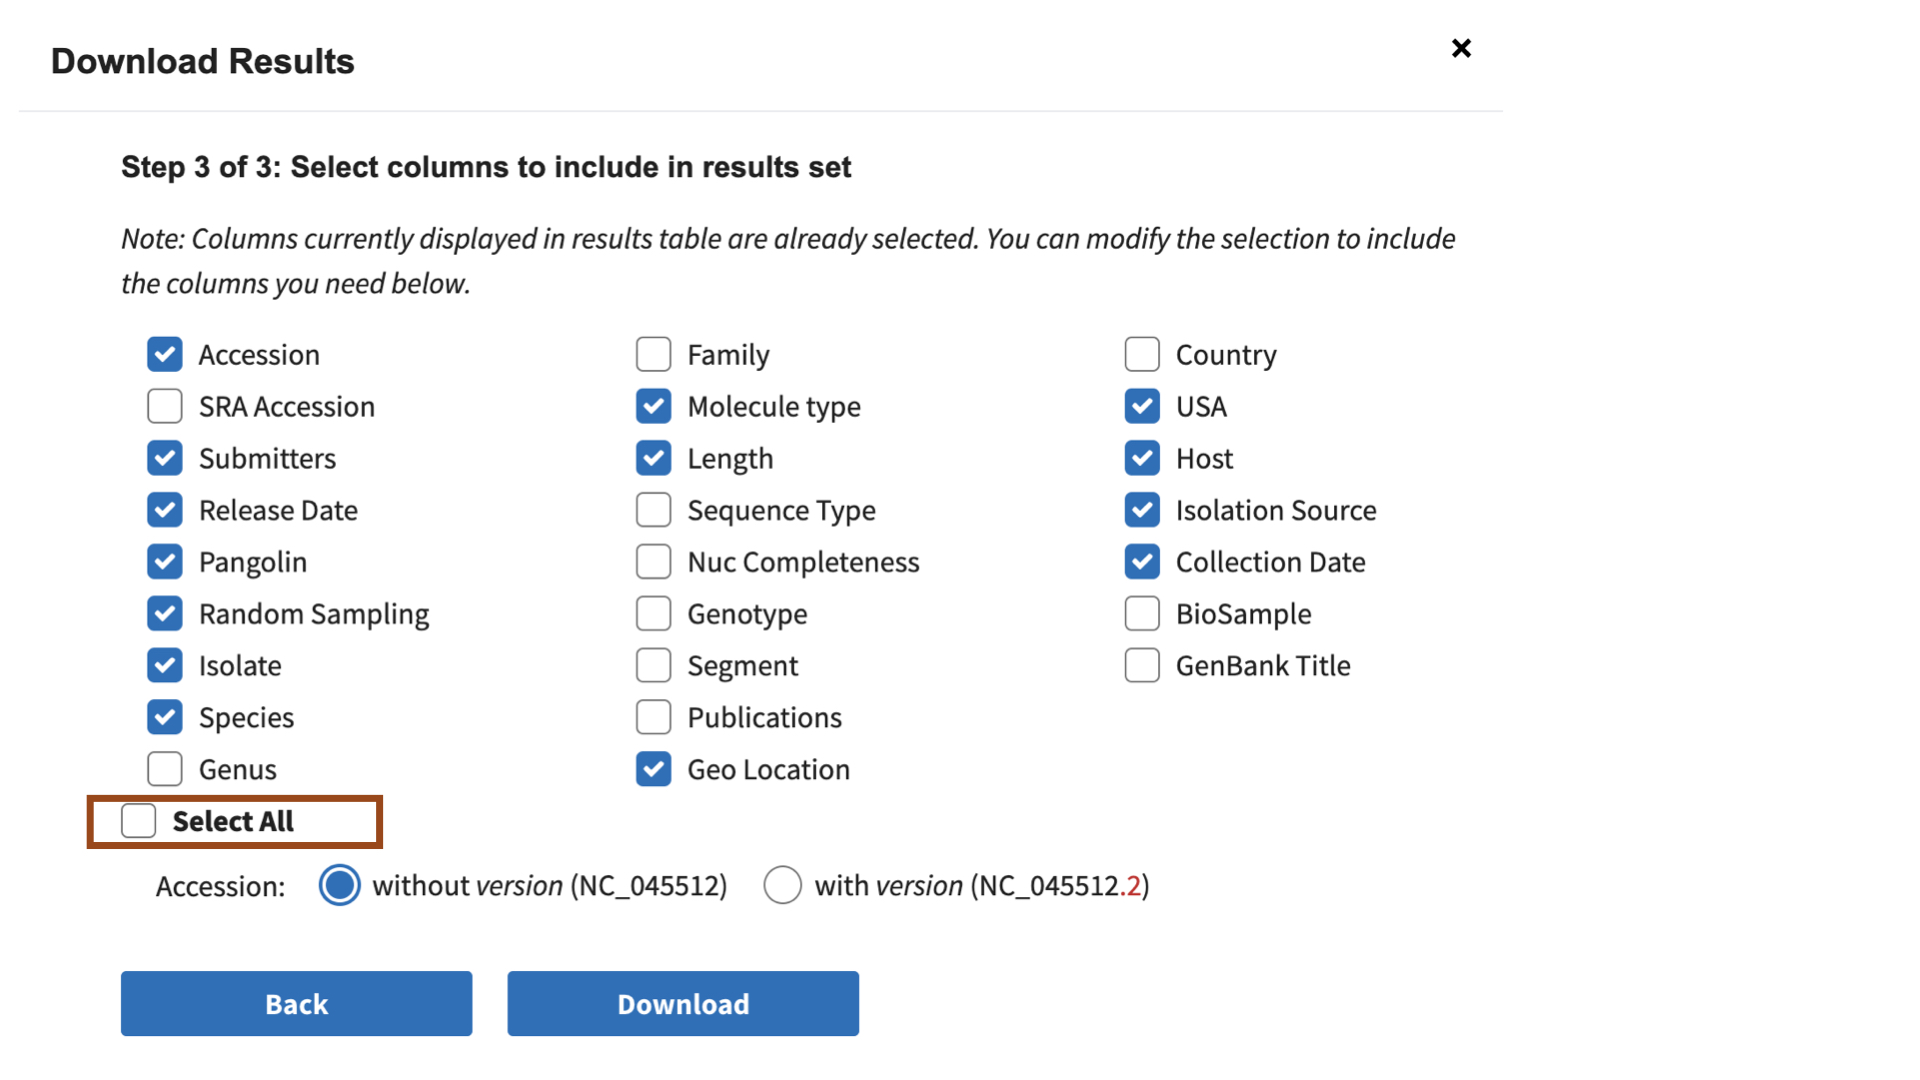 Download Results
Step 3 of 3: Select columns to include in results set
Note: Columns currently displayed in results table are already selected. You can modify the selection to include
the columns you need below.
Accession
SRA Accession
Submitters
Release Date
Pangolin
Random Sampling
Isolate
Species
Genus
Family
Molecule type
Length
Sequence Type
Nuc Completeness
Genotype
Segment
Publications
Geo Location
Country
USA
Host
Isolation Source
Collection Date
BioSample
GenBank Title
Select All
Accession: without version (NC_045512) with version (NC_045512.2)
Back Download